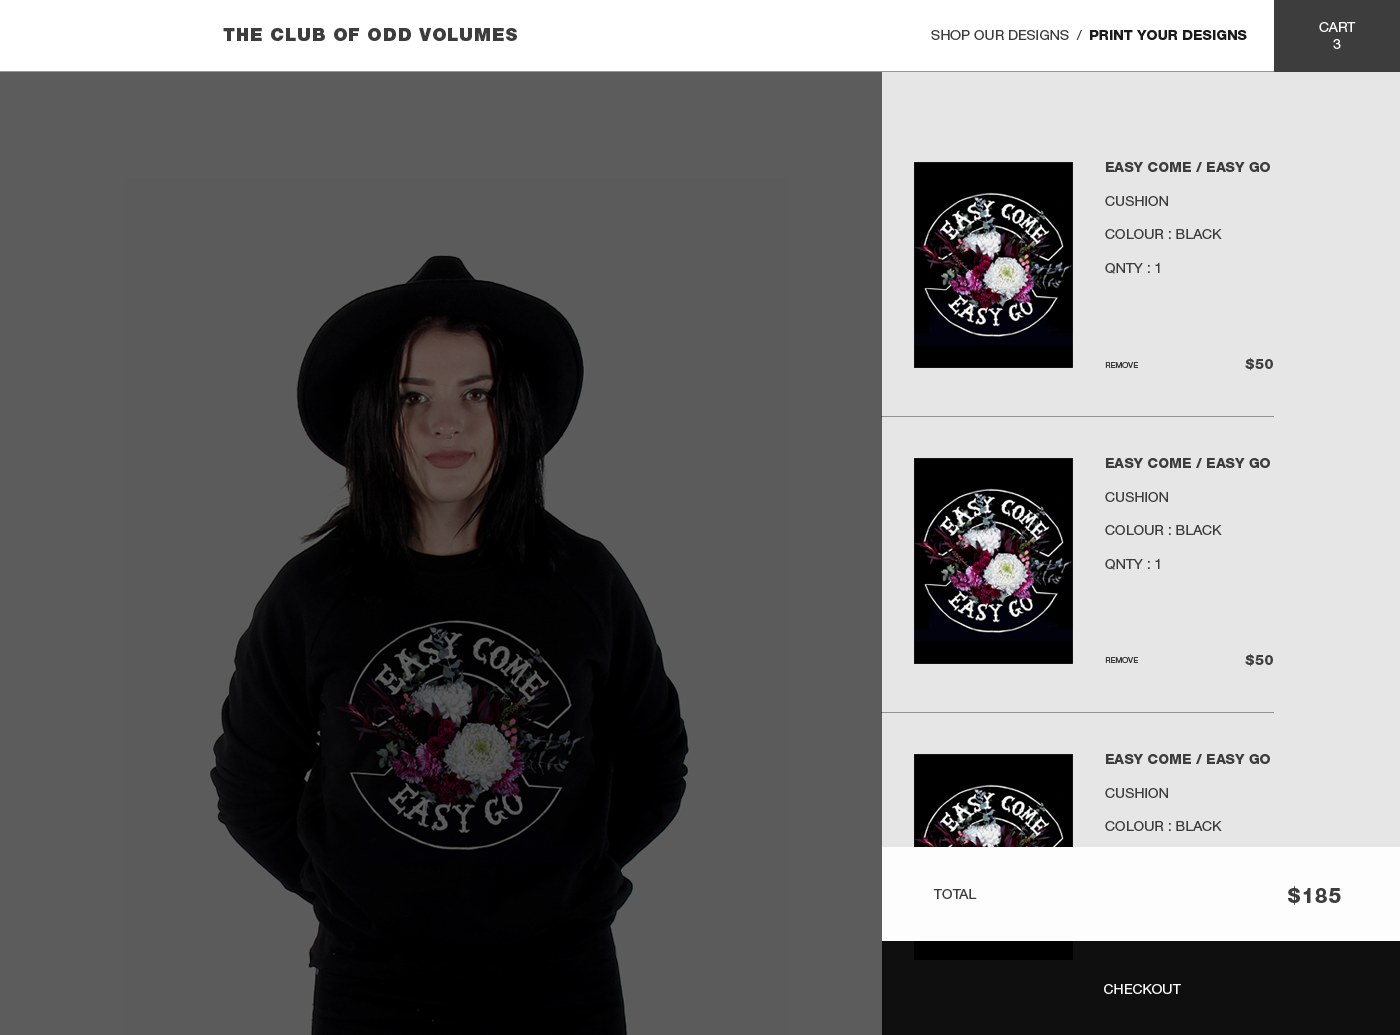 THE CLUB OF ODD VOLUMES
SHOP OUR DESIGNS / PRINT YOUR DESIGNS
CART
3
EASY COME
EASY GO
EASY COME
EASY GO
EASY COME / EASY GO
CUSHION
COLOUR : BLACK
QNTY : 1
REMOVE
$50
EASY COME
EASY GO
EASY COME / EASY GO
CUSHION
COLOUR : BLACK
QNTY : 1
REMOVE
$50
EASY COME
EASY COME / EASY GO
CUSHION
COLOUR : BLACK
TOTAL
$185
CHECKOUT